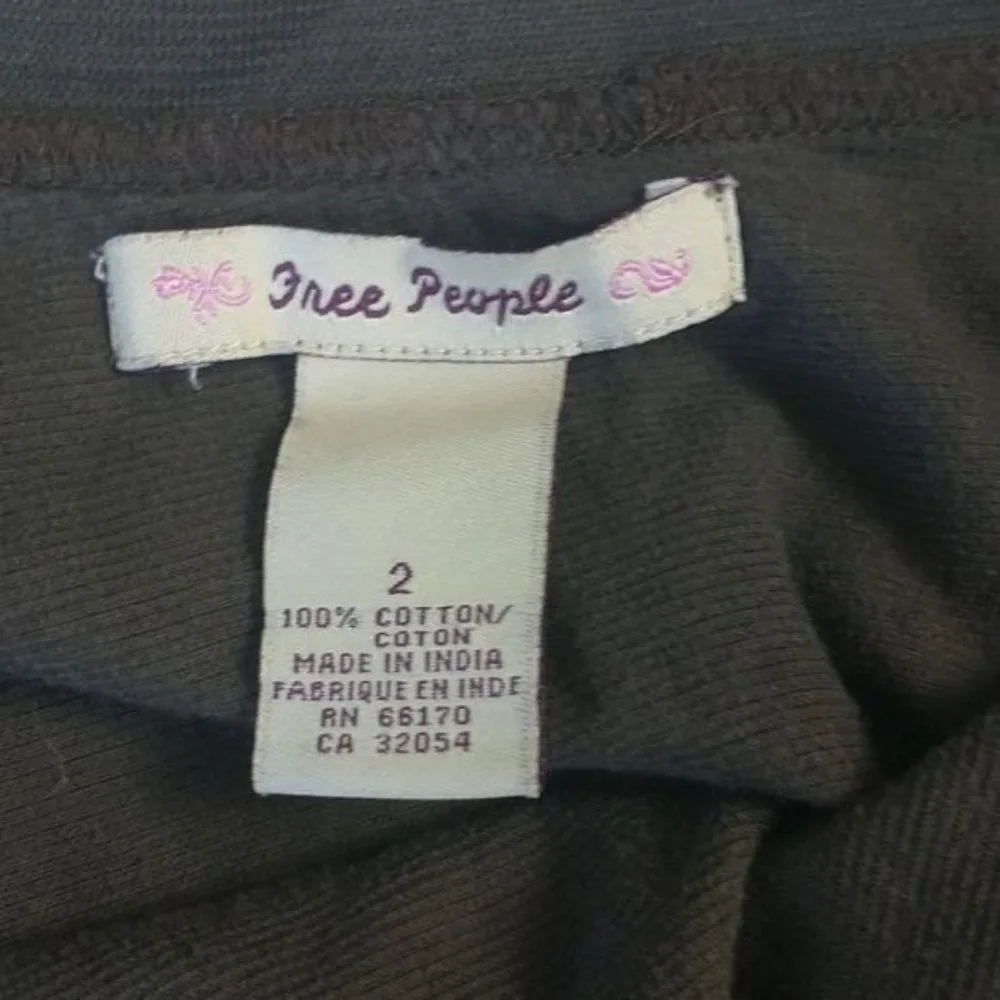 Free People
2
100% COTTON/
COTON
MADE IN INDIA
FABRIQUE EN INDE
RN 66170
CA 32054